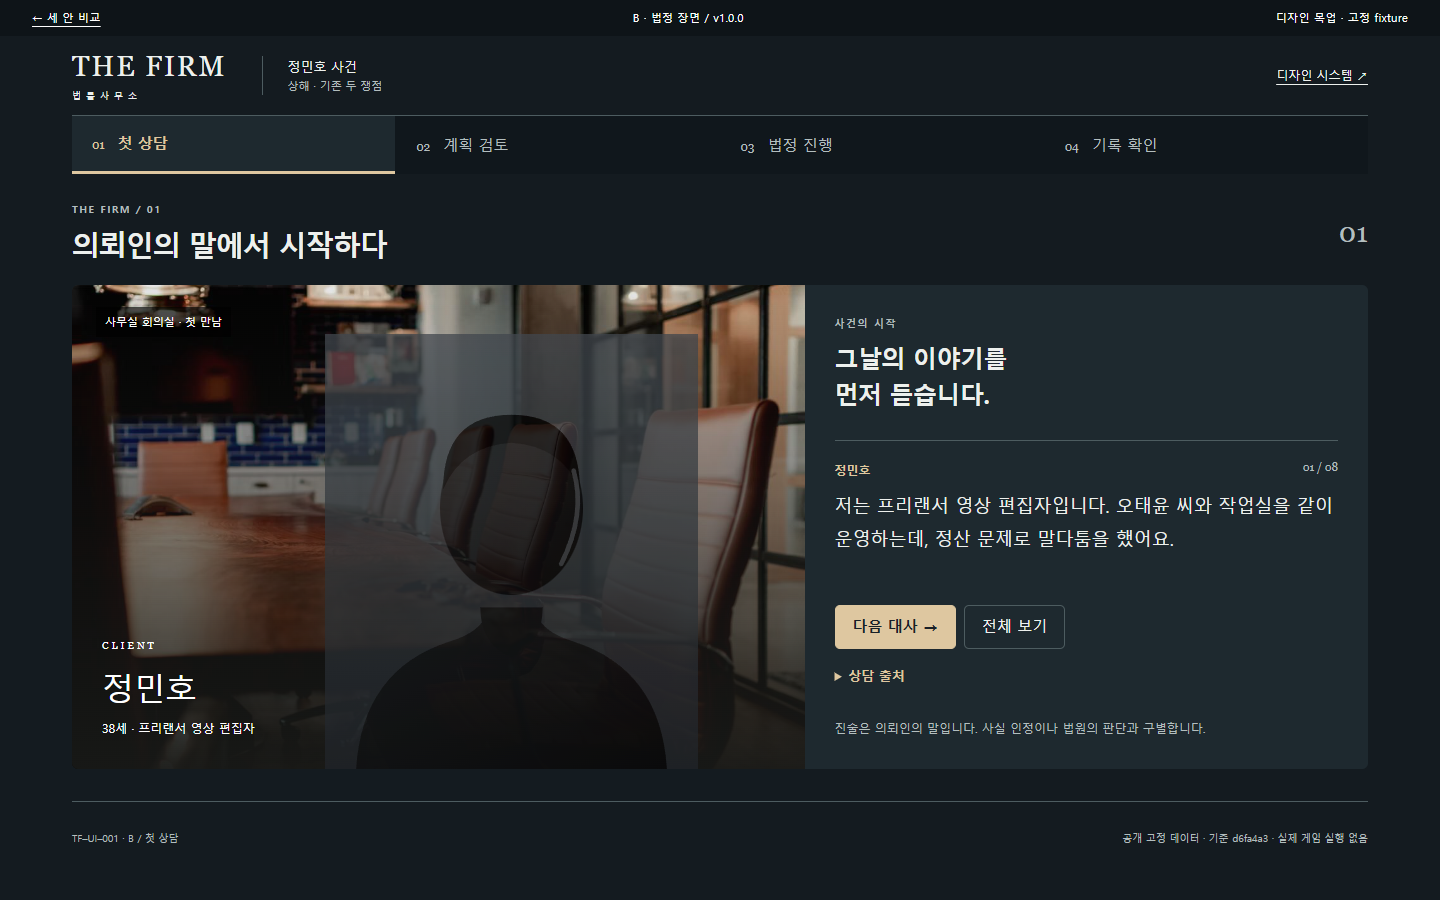 ← 세 안 비교
B · 법정 장면 / v1.0.0
디자인 목업 · 고정 fixture
THE FIRM
법률사무소
정민호 사건
상해 · 기존 두 쟁점
디자인 시스템 ↗
01 첫 상담
02 계획 검토
03 법정 진행
04 기록 확인
THE FIRM / 01
의뢰인의 말에서 시작하다
01
사무실 회의실 · 첫 만남
CLIENT
정민호
38세 · 프리랜서 영상 편집자
사건의 시작
그날의 이야기를
먼저 듣습니다.
정민호
01 / 08
저는 프리랜서 영상 편집자입니다. 오태윤 씨와 작업실을 같이
운영하는데, 정산 문제로 말다툼을 했어요.
다음 대사 →
전체 보기
▶ 상담 출처
진술은 의뢰인의 말입니다. 사실 인정이나 법원의 판단과 구별합니다.
TF-UI-001 · B / 첫 상담
공개 고정 데이터 · 기준 d6fa4a3 · 실제 게임 실행 없음